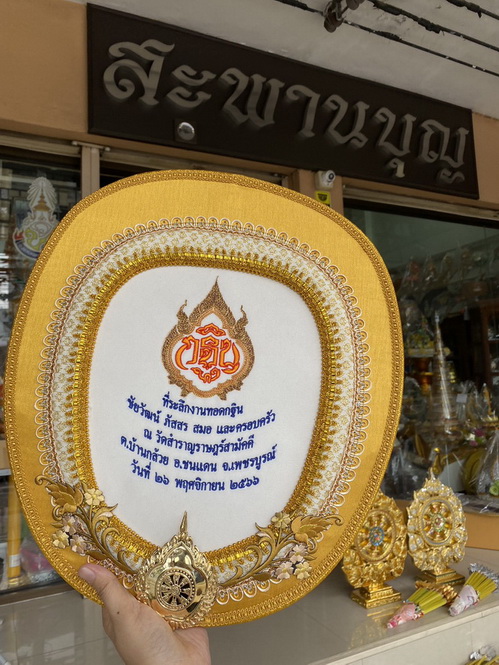 สะพานบุญ
กฐิน
ที่ระลึกงานทอดกฐิน
ชัยวัฒน์ ภัสสร สมอ และครอบครัว
ณ วัดสำราญราษฎร์สามัคคี
ต.บ้านกล้วย อ.ชนแดน จ.เพชรบูรณ์
วันที่ ๒๖ พฤศจิกายน ๒๕๖๖